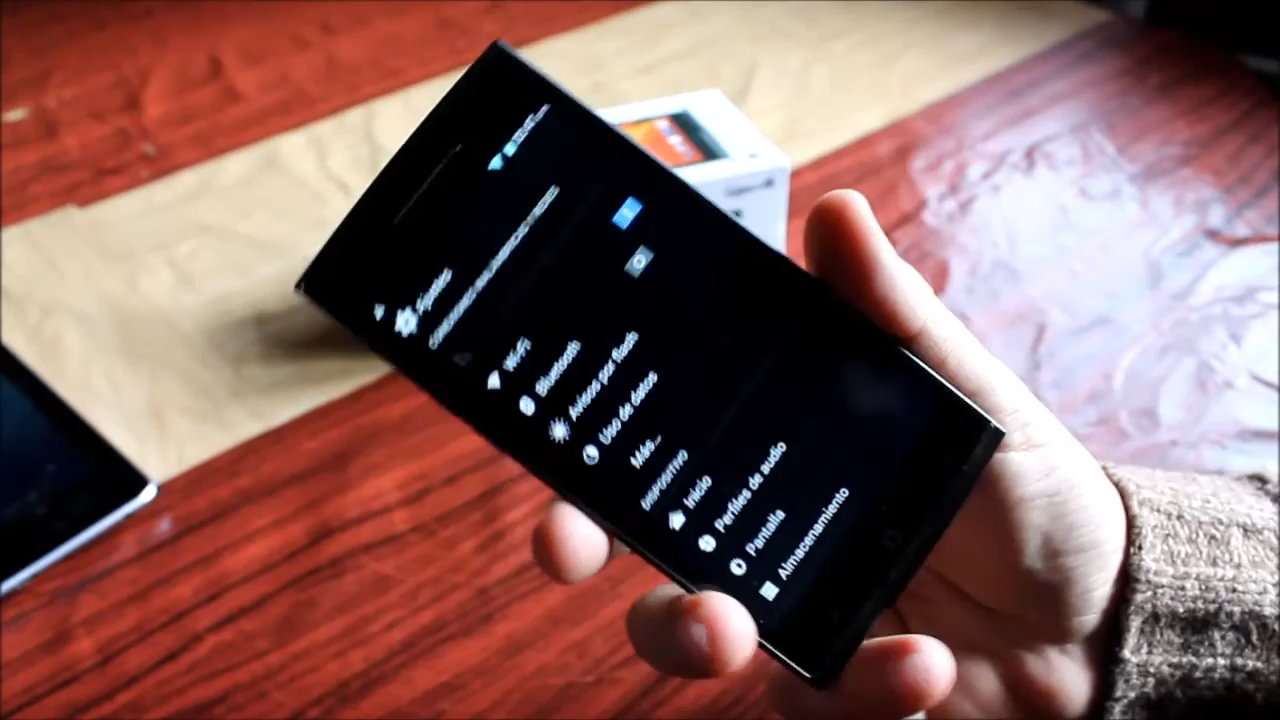 Ajustes
Wi-Fi
Bluetooth
Avisos por flash
Uso de datos
Más...
DISPOSITIVO
Inicio
Perfiles de audio
Pantalla
Almacenamiento